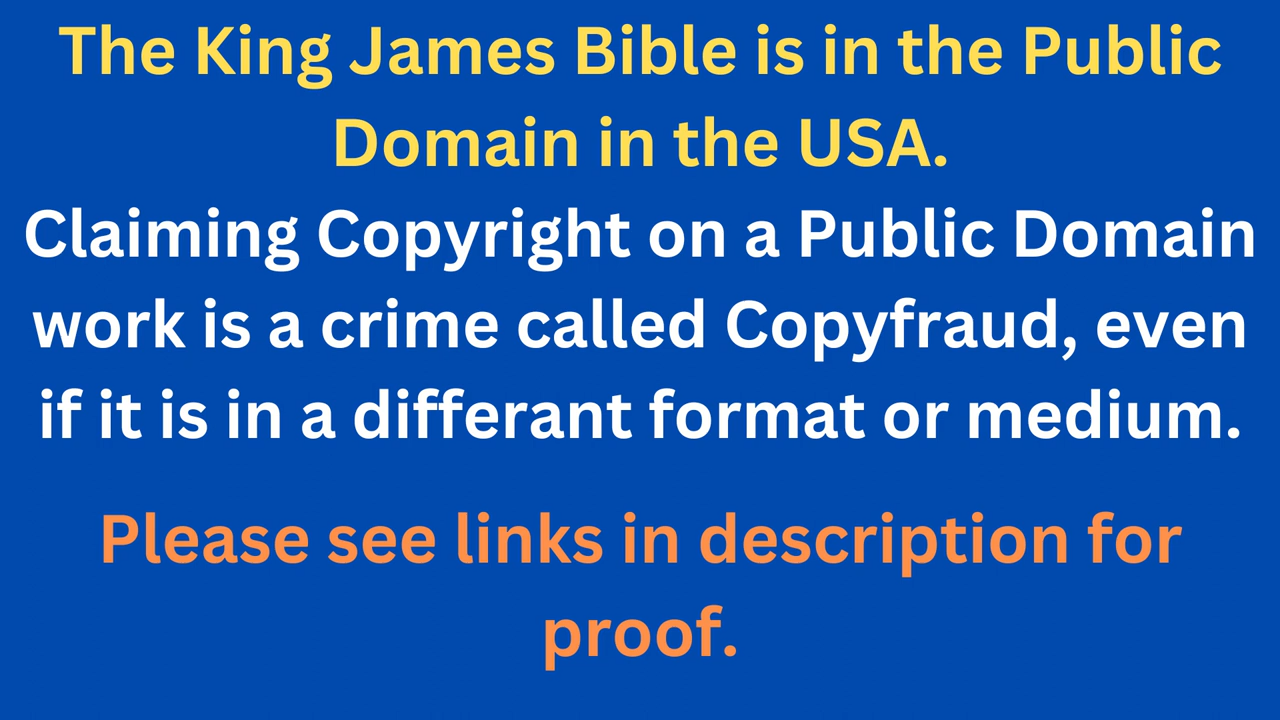 The King James Bible is in the Public
Domain in the USA.
Claiming Copyright on a Public Domain
work is a crime called Copyfraud, even
if it is in a differant format or medium.
Please see links in description for
proof.